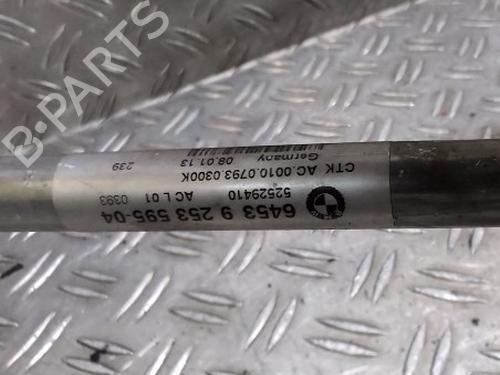 6453 9 253 595-04
52529410 AC L 01 0393
CTK AC.0010.0793.0300K
Germany 08.01.13 239
B-PARTS